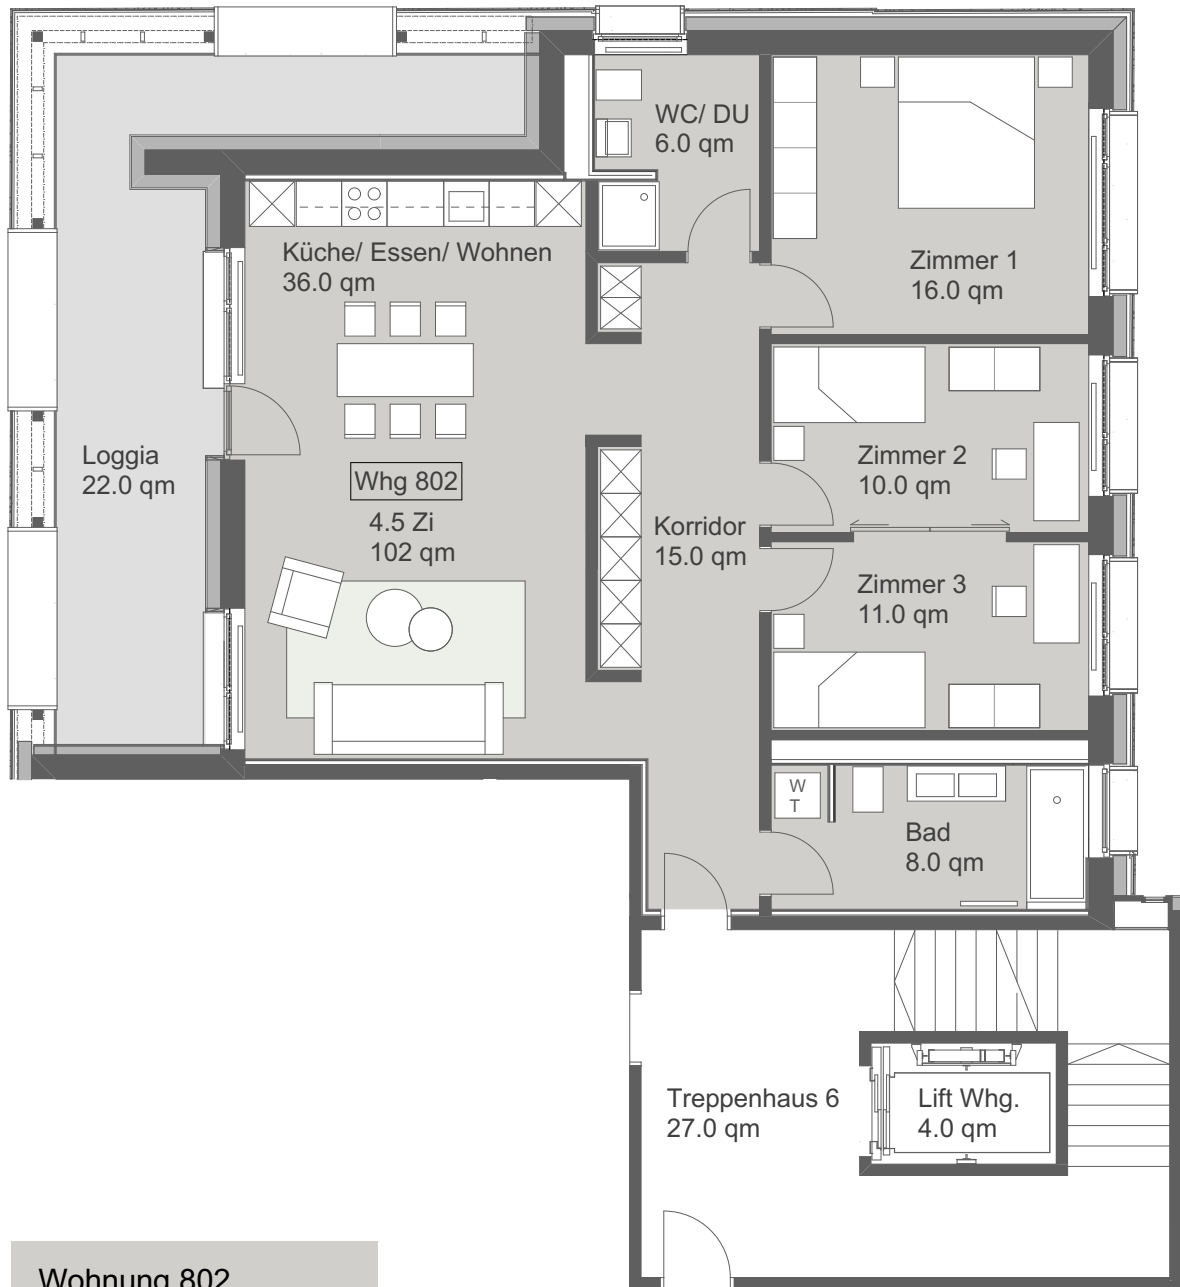 WC/ DU
6.0 qm
Küche/ Essen/ Wohnen
36.0 qm
Zimmer 1
16.0 qm
Loggia
22.0 qm
Whg 802
4.5 Zi
102 qm
Zimmer 2
10.0 qm
Korridor
15.0 qm
Zimmer 3
11.0 qm
W
T
Bad
8.0 qm
Treppenhaus 6
27.0 qm
Lift Whg.
4.0 qm
Wohnung 802